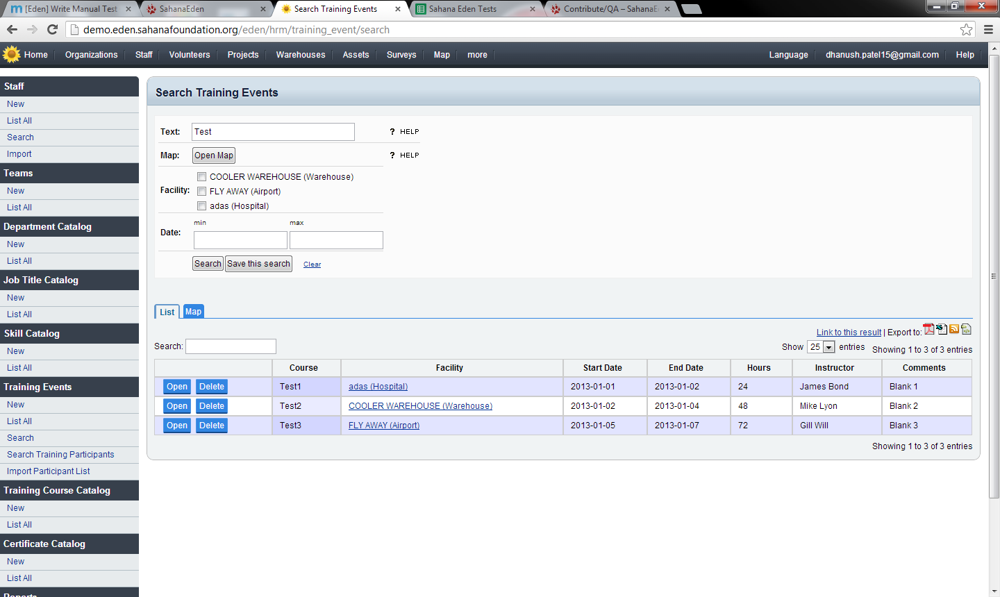 [Eden] Write Manual Test
SahanaEden
Search Training Events
Sahana Eden Tests
Contribute/QA – SahanaE
demo.eden.sahanafoundation.org/eden/hrm/training_event/search
Home Organizations Staff Volunteers Projects Warehouses Assets Surveys Map more Language dhanush.patel15@gmail.com Help
Staff
New
List All
Search
Import
Teams
New
List All
Department Catalog
New
List All
Job Title Catalog
New
List All
Skill Catalog
New
List All
Training Events
New
List All
Search
Search Training Participants
Import Participant List
Training Course Catalog
New
List All
Certificate Catalog
New
List All
Reports
Search Training Events
Text: Test ? HELP
Map: Open Map ? HELP
Facility:
COOLER WAREHOUSE (Warehouse)
FLY AWAY (Airport)
adas (Hospital)
Date: min max
Search Save this search Clear
List Map
Link to this result | Export to:
Search: Show 25 entries Showing 1 to 3 of 3 entries
Course Facility Start Date End Date Hours Instructor Comments
Open Delete Test1 adas (Hospital) 2013-01-01 2013-01-02 24 James Bond Blank 1
Open Delete Test2 COOLER WAREHOUSE (Warehouse) 2013-01-02 2013-01-04 48 Mike Lyon Blank 2
Open Delete Test3 FLY AWAY (Airport) 2013-01-05 2013-01-07 72 Gill Will Blank 3
Showing 1 to 3 of 3 entries